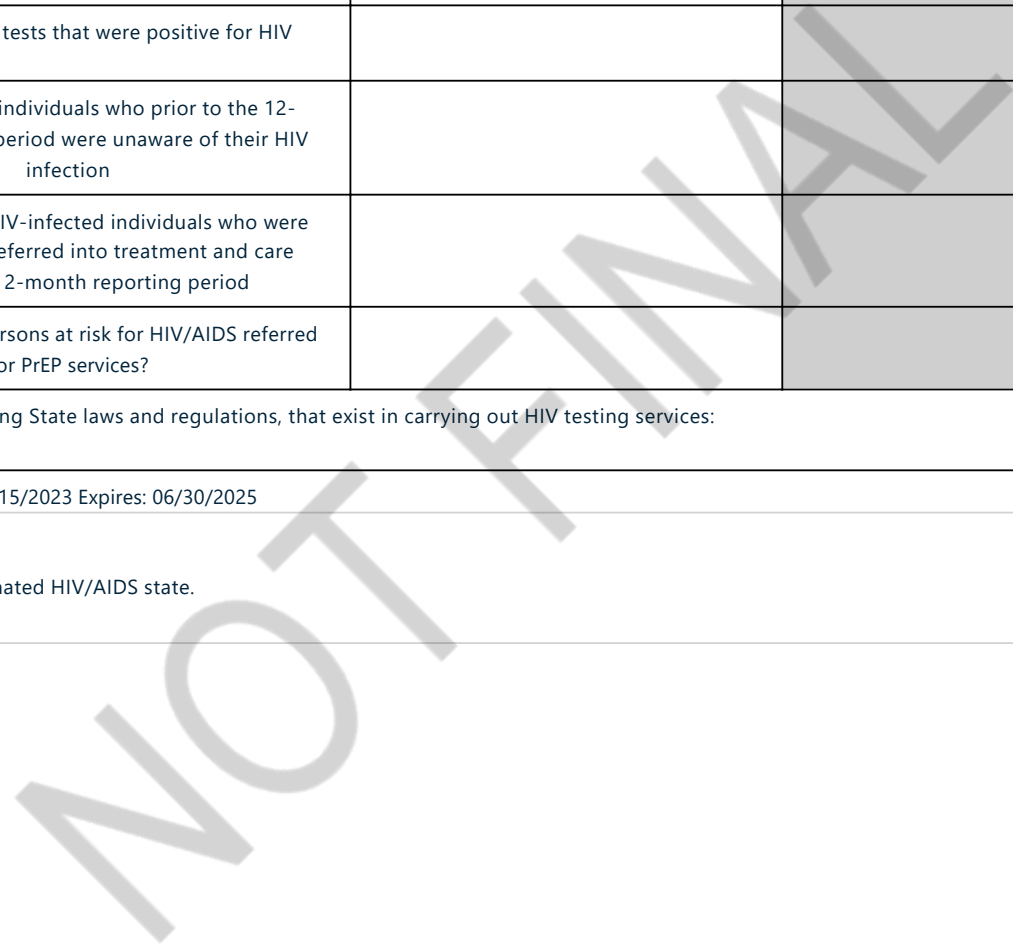 tests that were positive for HIV
individuals who prior to the 12-
period were unaware of their HIV
infection
IV-infected individuals who were
eferred into treatment and care
2-month reporting period
rsons at risk for HIV/AIDS referred
or PrEP services?
ng State laws and regulations, that exist in carrying out HIV testing services:
15/2023 Expires: 06/30/2025
nated HIV/AIDS state.
NOT FINAL